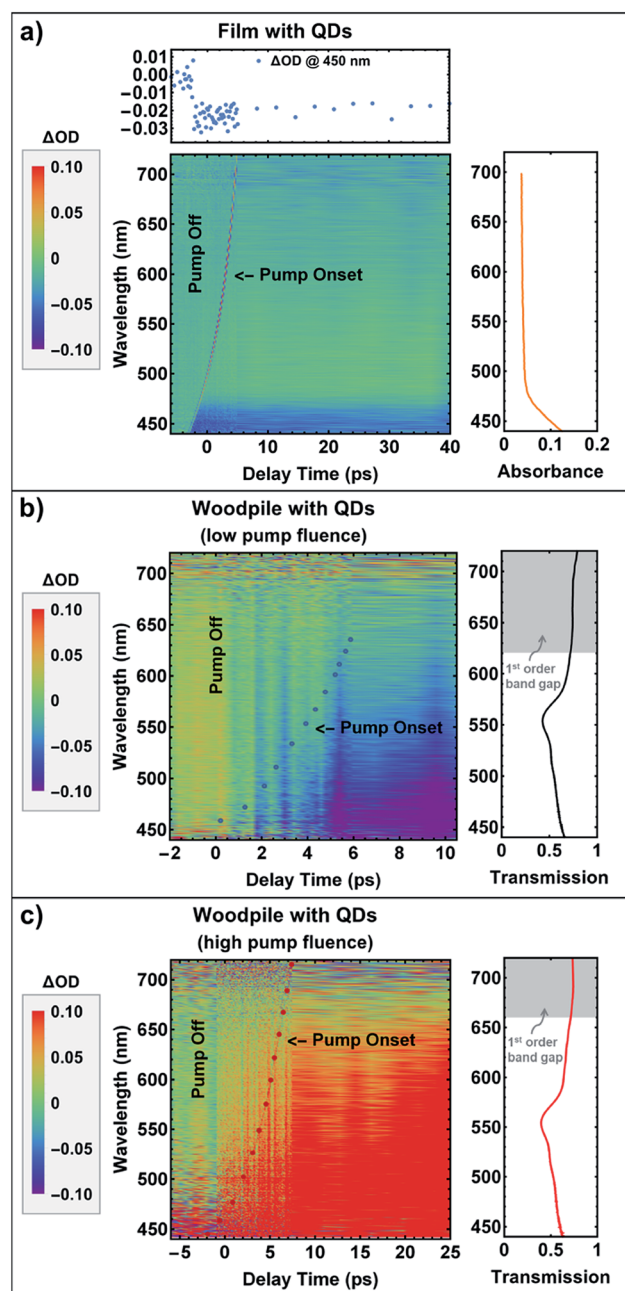 a)
Film with QDs
0.01
0.00
−0.01
−0.02
−0.03
ΔOD @ 450 nm
ΔOD
0.10
0.05
0
−0.05
−0.10
Wavelength (nm)
700
650
600
550
500
450
Pump Off
<− Pump Onset
0
10
20
30
40
Delay Time (ps)
700
650
600
550
500
450
0
0.1
0.2
Absorbance
b)
Woodpile with QDs
(low pump fluence)
ΔOD
0.10
0.05
0
−0.05
−0.10
Wavelength (nm)
700
650
600
550
500
450
Pump Off
<− Pump Onset
−2
0
2
4
6
8
10
Delay Time (ps)
700
650
600
550
500
450
1st order
band gap
0
0.5
1
Transmission
c)
Woodpile with QDs
(high pump fluence)
ΔOD
0.10
0.05
0
−0.05
−0.10
Wavelength (nm)
700
650
600
550
500
450
Pump Off
<− Pump Onset
−5
0
5
10
15
20
25
Delay Time (ps)
700
650
600
550
500
450
1st order
band gap
0
0.5
1
Transmission